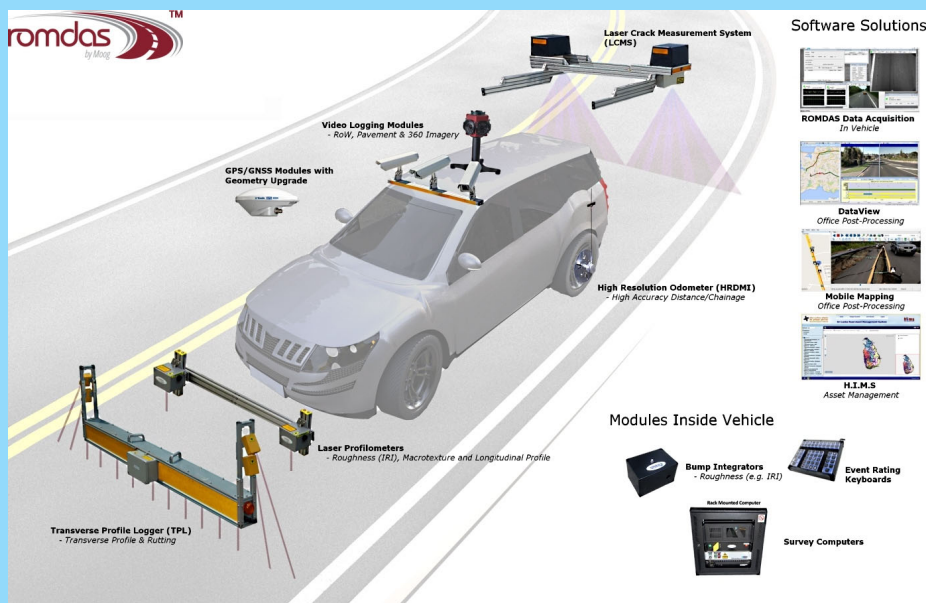 romdas
TM
by Moog
Laser Crack Measurement System
(LCMS)
Video Logging Modules
- RoW, Pavement & 360 Imagery
GPS/GNSS Modules with
Geometry Upgrade
High Resolution Odometer (HRDMI)
- High Accuracy Distance/Chainage
Laser Profilometers
- Roughness (IRI), Macrotexture and Longitudinal Profile
Transverse Profile Logger (TPL)
- Transverse Profile & Rutting
Software Solutions
ROMDAS Data Acquisition
In Vehicle
DataView
Office Post-Processing
Mobile Mapping
Office Post-Processing
H.I.M.S
Asset Management
Modules Inside Vehicle
Bump Integrators
- Roughness (e.g. IRI)
Event Rating
Keyboards
Rack Mounted Computer
Survey Computers